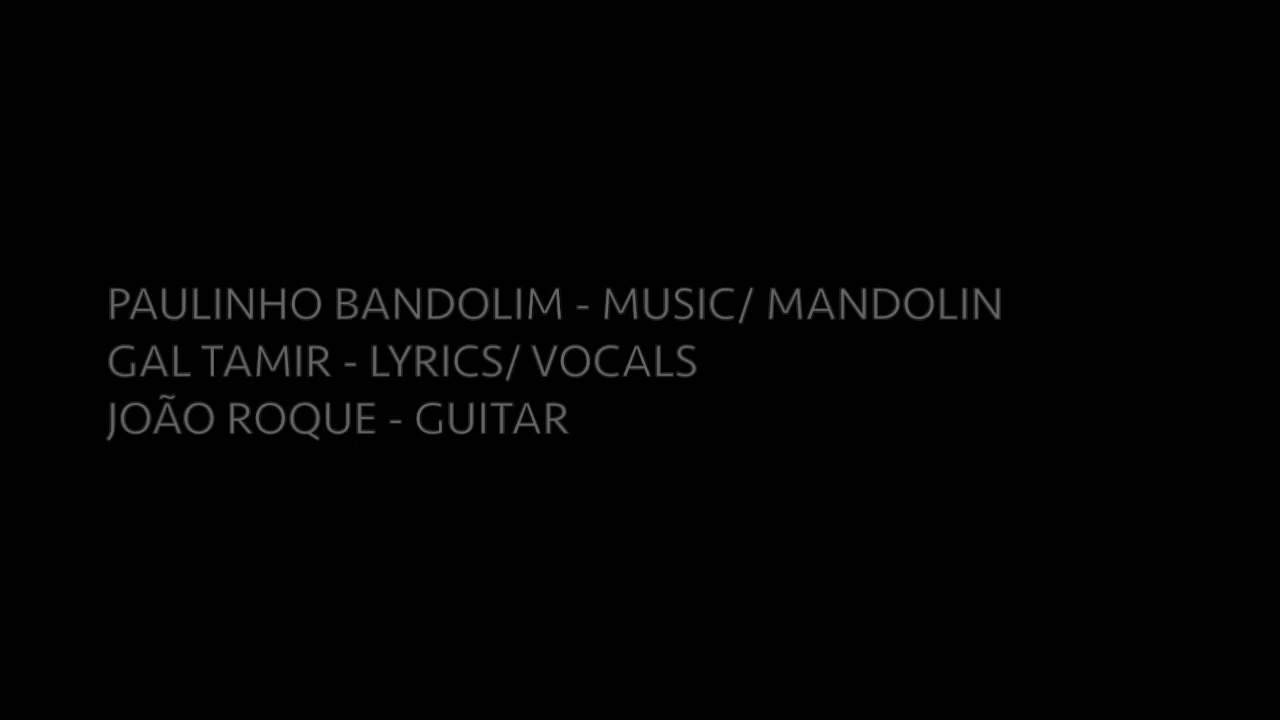 PAULINHO BANDOLIM - MUSIC/ MANDOLIN
GAL TAMIR - LYRICS/ VOCALS
JOÃO ROQUE - GUITAR